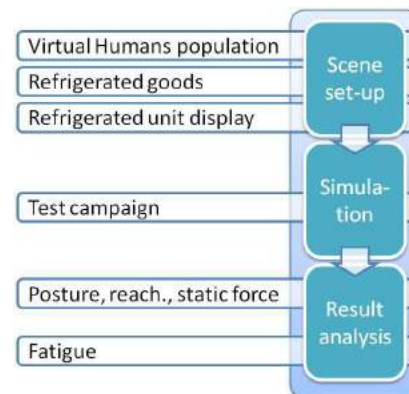 Virtual Humans population
Refrigerated goods
Refrigerated unit display
Scene
set-up
Test campaign
Simula-
tion
Posture, reach., static force
Fatigue
Result
analysis